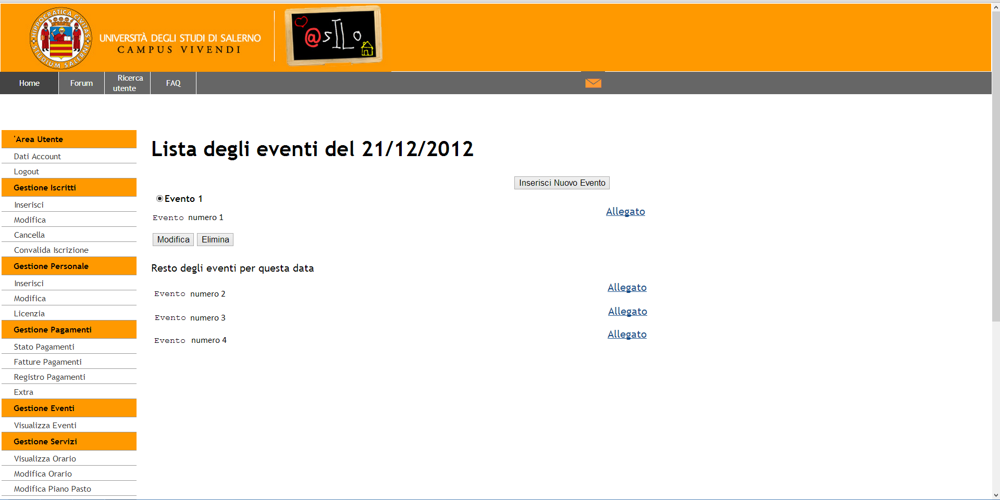 HIPPOCRATICA CIVITAS
STUDIUM SALERNI
UNIVERSITÀ DEGLI STUDI DI SALERNO
CAMPUS VIVENDI
@sILo
Home
Forum
Ricerca
utente
FAQ
'Area Utente
Dati Account
Logout
Gestione Iscritti
Inserisci
Modifica
Cancella
Convalida Iscrizione
Gestione Personale
Inserisci
Modifica
Licenzia
Gestione Pagamenti
Stato Pagamenti
Fatture Pagamenti
Registro Pagamenti
Extra
Gestione Eventi
Visualizza Eventi
Gestione Servizi
Visualizza Orario
Modifica Orario
Modifica Piano Pasto
Lista degli eventi del 21/12/2012
Inserisci Nuovo Evento
Evento 1
Evento numero 1 Allegato
Modifica Elimina
Resto degli eventi per questa data
Evento numero 2 Allegato
Evento numero 3 Allegato
Evento numero 4 Allegato